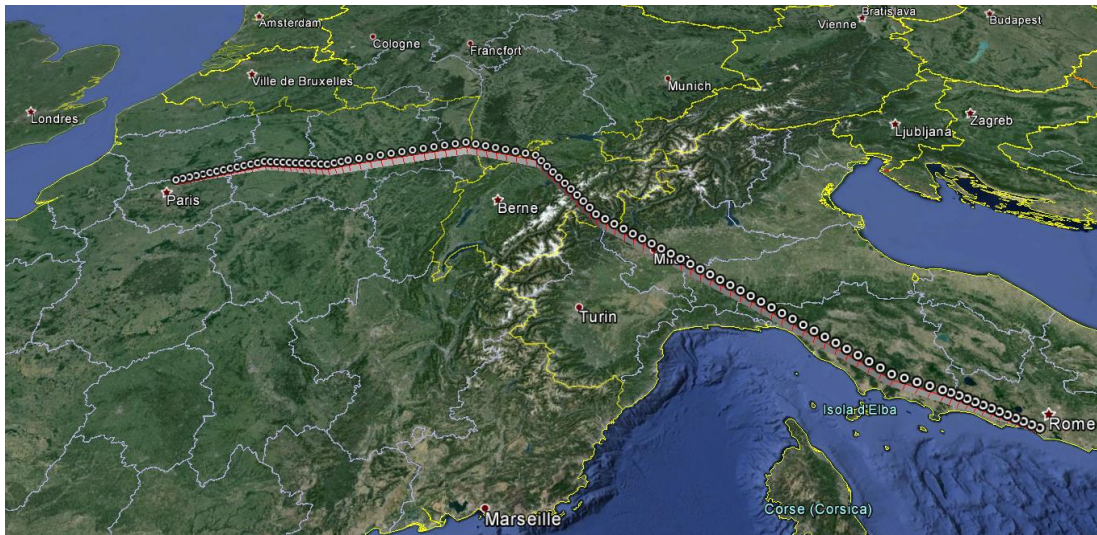 Amsterdam
Bratislava
Vienne
Budapest
Cologne
Francfort
Ville de Bruxelles
Munich
Londres
Zagreb
Ljubljana
Paris
Berne
Turin
Isola d'Elba
Rome
Corse (Corsica)
Marseille